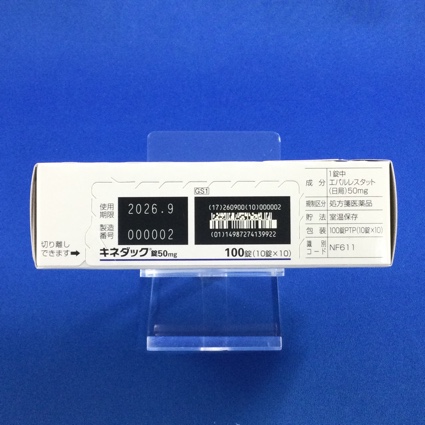 使用
期限
2026.9
製造
番号
000002
GS1
(17)260900(10)000002
(01)14987274139922
切り離し
できます➡
キネダック錠50mg
100錠(10錠×10)
成分
1錠中
エパルレスタット
(日局)50mg
規制区分
処方箋医薬品
貯法
室温保存
包装
100錠PTP(10錠×10)
識別
コード
NF611